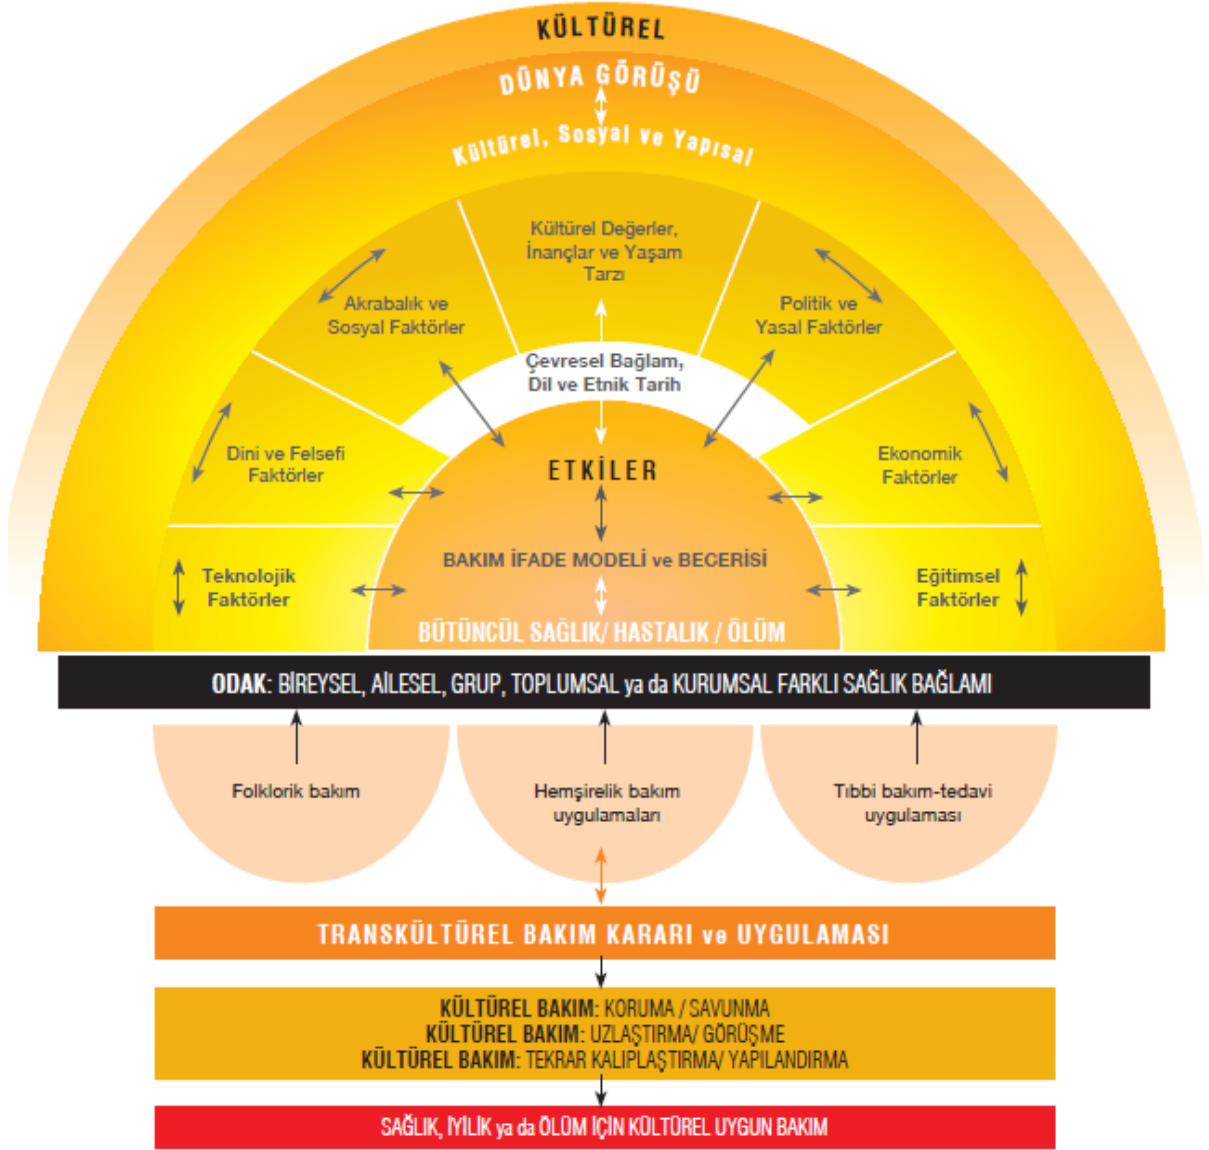 KÜLTÜREL
DÜNYA GÖRÜŞÜ
Kültürel, Sosyal ve Yapısal
Kültürel Değerler,
İnançlar ve Yaşam
Tarzı
Akrabalık ve
Sosyal Faktörler
Politik ve
Yasal Faktörler
Çevresel Bağlam,
Dil ve Etnik Tarih
Dini ve Felsefi
Faktörler
ETKİLER
Ekonomik
Faktörler
BAKIM İFADE MODELİ ve BECERİSİ
Teknolojik
Faktörler
Eğitimsel
Faktörler
BÜTÜNCÜL SAĞLIK/ HASTALIK / ÖLÜM
ODAK: BİREYSEL, AİLESEL, GRUP, TOPLUMSAL ya da KURUMSAL FARKLI SAĞLIK BAĞLAMI
Folklorik bakım
Hemşirelik bakım
uygulamaları
Tıbbi bakım-tedavi
uygulaması
TRANSKÜLTÜREL BAKIM KARARI ve UYGULAMASI
KÜLTÜREL BAKIM: KORUMA / SAVUNMA
KÜLTÜREL BAKIM: UZLAŞTIRMA/ GÖRÜŞME
KÜLTÜREL BAKIM: TEKRAR KALIPLAŞTIRMA/ YAPILANDIRMA
SAĞLIK, İYİLİK ya da ÖLÜM İÇİN KÜLTÜREL UYGUN BAKIM